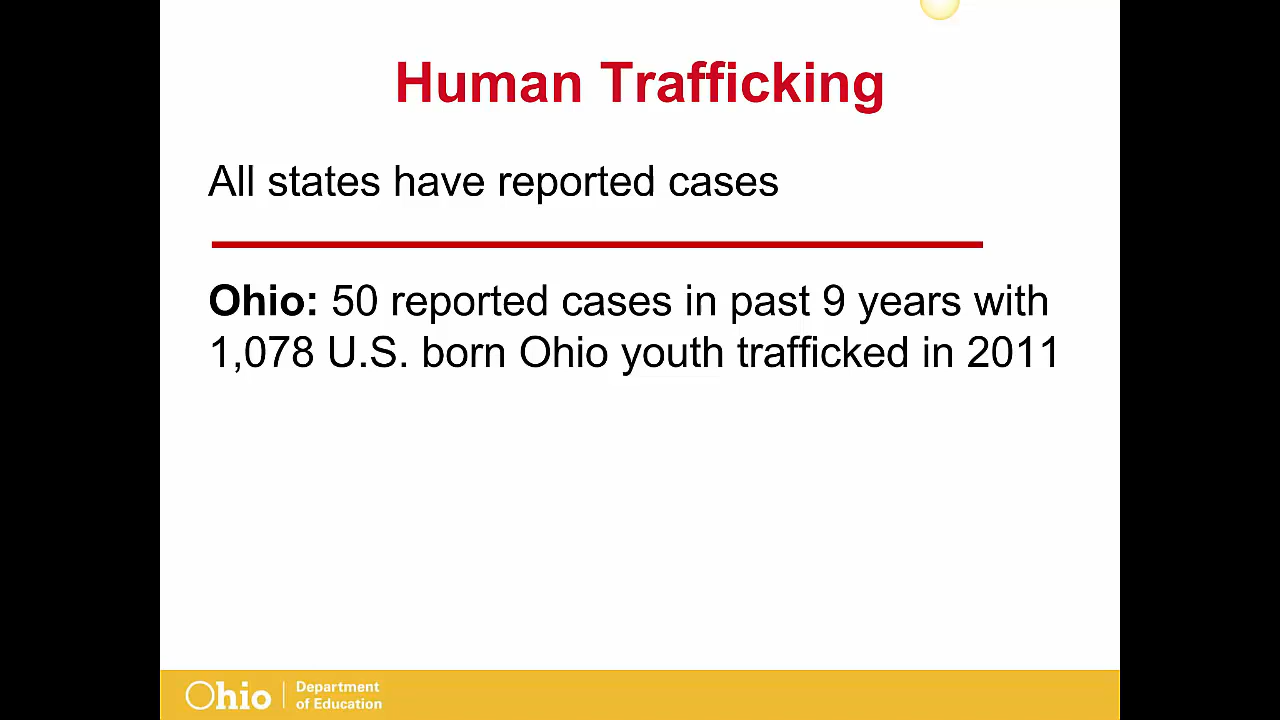 Human Trafficking
All states have reported cases
Ohio: 50 reported cases in past 9 years with
1,078 U.S. born Ohio youth trafficked in 2011
Ohio
Department
of Education